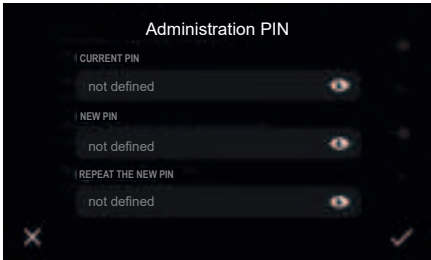 Administration PIN
CURRENT PIN
not defined
NEW PIN
not defined
REPEAT THE NEW PIN
not defined